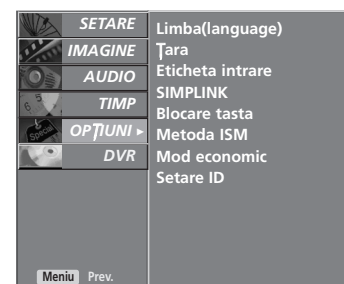 SETARE
IMAGINE
AUDIO
TIMP
OPŢIUNI ▸
DVR
Limba(language)
Ţara
Eticheta intrare
SIMPLINK
Blocare tasta
Metoda ISM
Mod economic
Setare ID
Meniu Prev.